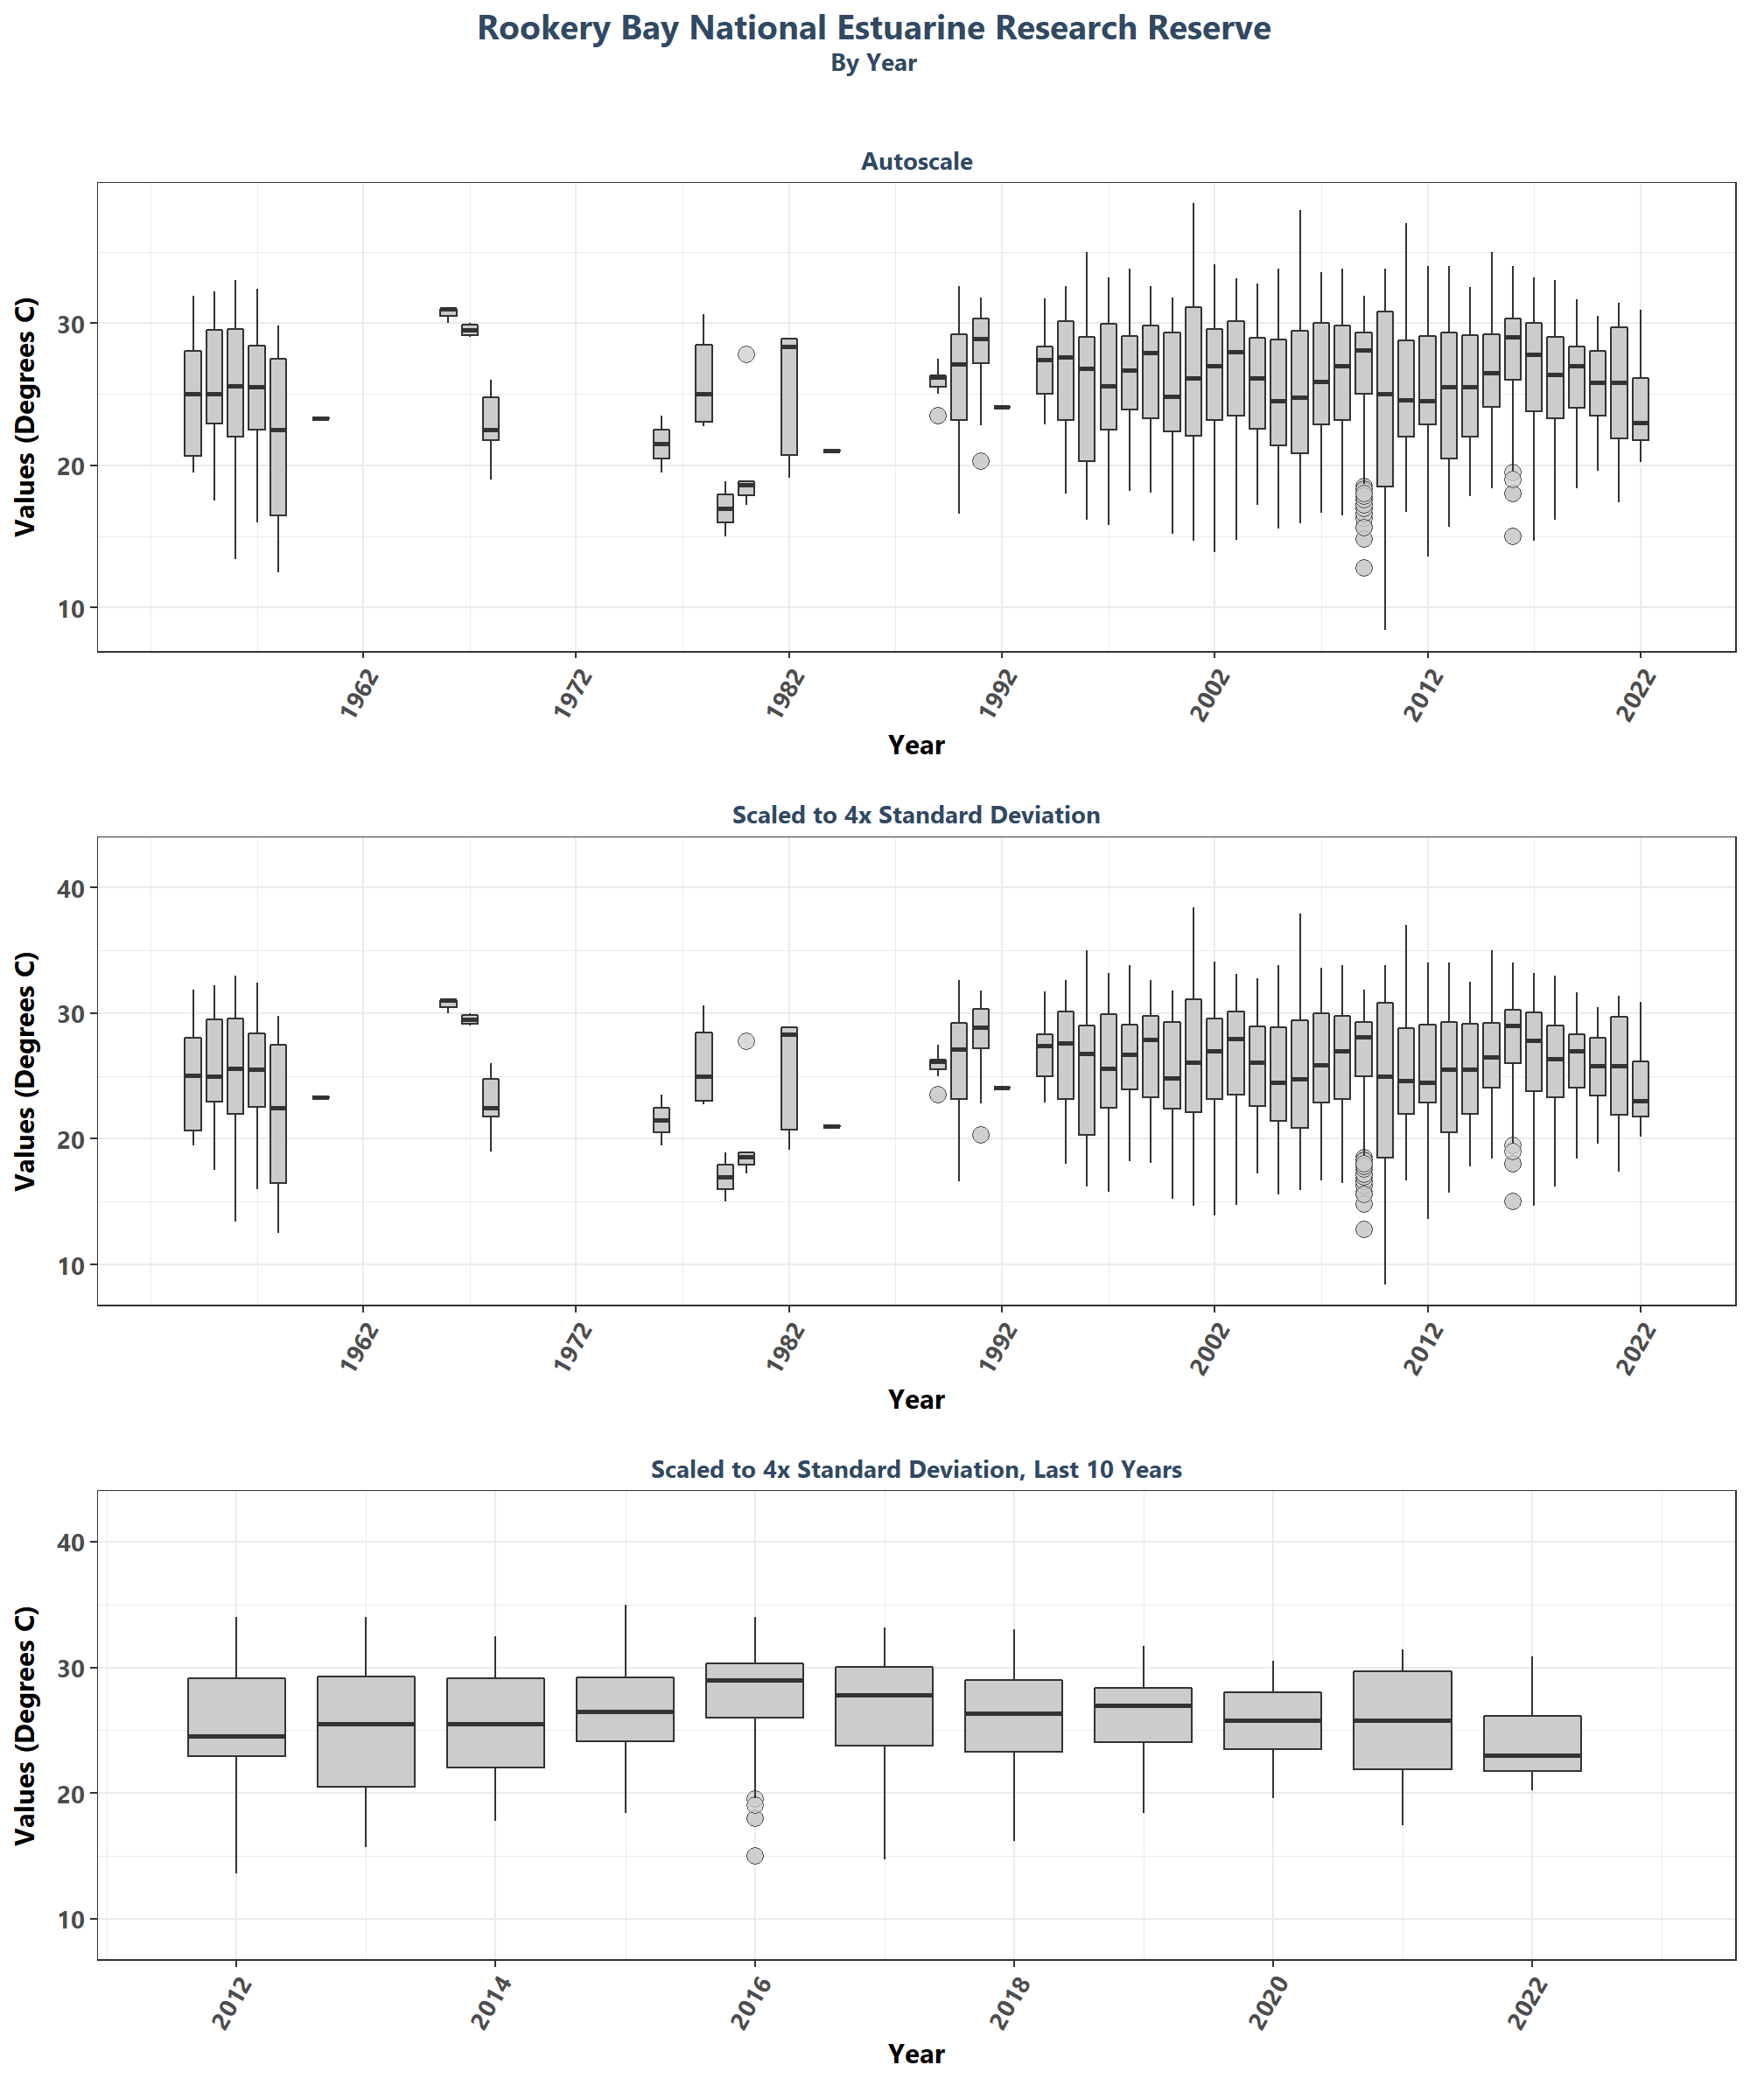 Rookery Bay National Estuarine Research Reserve
By Year
Autoscale
Values (Degrees C)
30
20
10
1962 1972 1982 1992 2002 2012 2022
Year
Scaled to 4x Standard Deviation
Values (Degrees C)
40
30
20
10
1962 1972 1982 1992 2002 2012 2022
Year
Scaled to 4x Standard Deviation, Last 10 Years
Values (Degrees C)
40
30
20
10
2012 2014 2016 2018 2020 2022
Year